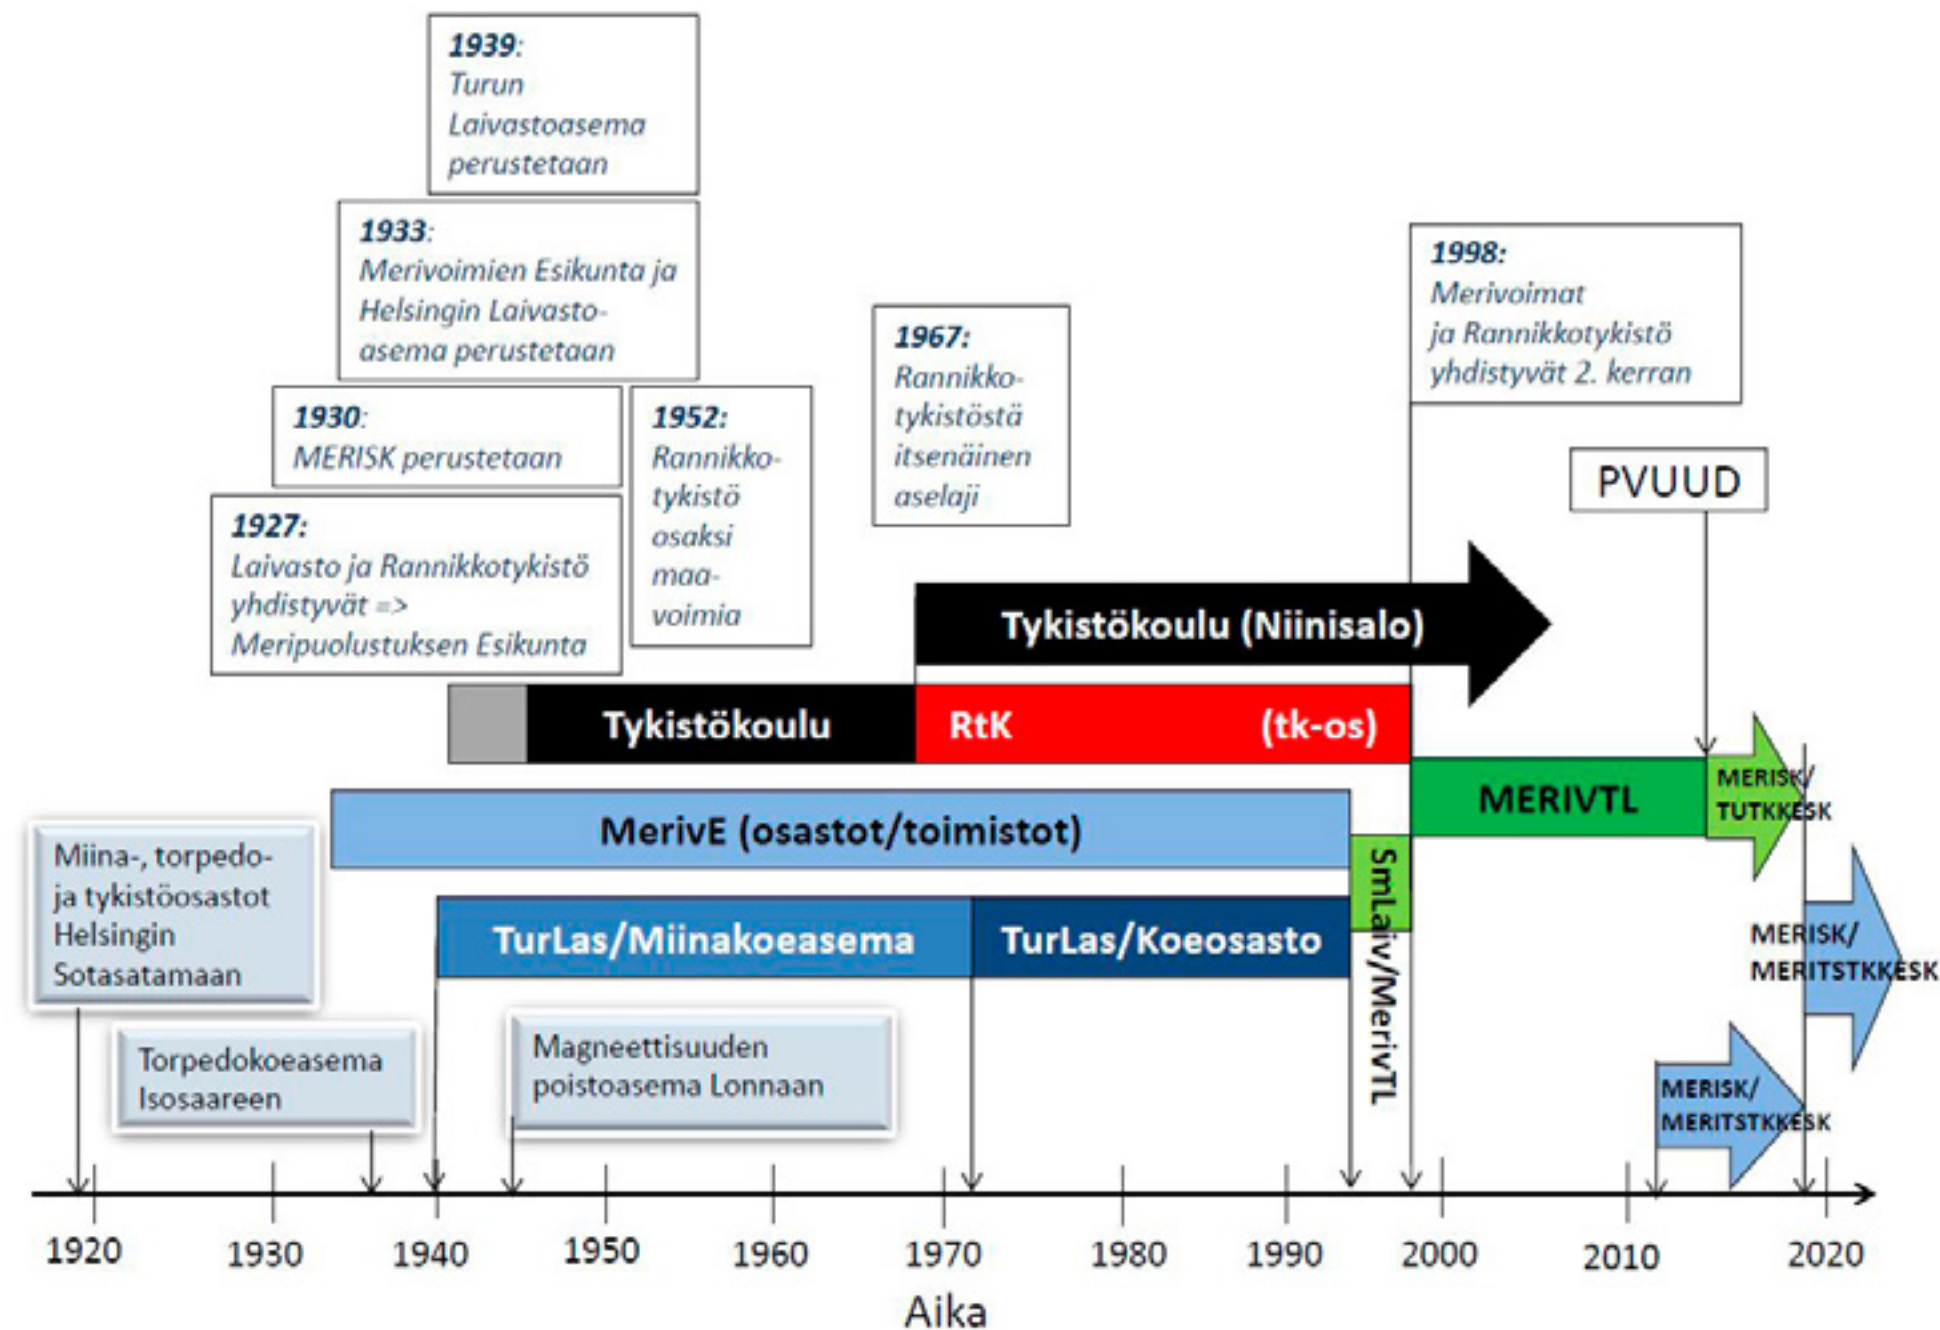 1939:
Turun
Laivastoasema
perustetaan
1933:
Merivoimien Esikunta ja
Helsingin Laivasto-
asema perustetaan
1930:
MERISK perustetaan
1927:
Laivasto ja Rannikkotykistö
yhdistyvät =>
Meripuolustuksen Esikunta
1952:
Rannikko-
tykistö
osaksi
maa-
voimia
1967:
Rannikko-
tykistöstä
itsenäinen
aselaji
1998:
Merivoimat
ja Rannikkotykistö
yhdistyvät 2. kerran
PVUUD
Tykistökoulu (Niinisalo)
Tykistökoulu
RtK (tk-os)
MERIVTL
MERISK/
TUTKKESK
MerivE (osastot/toimistot)
SmLaiv/MerivTL
TurLas/Miinakoeasema
TurLas/Koeosasto
MERISK/
MERITSTKKESK
MERISK/
MERITSTKKESK
Miina-, torpedo-
ja tykistöosastot
Helsingin
Sotasatamaan
Torpedokoeasema
Isosaareen
Magneettisuuden
poistoasema Lonnaan
1920 1930 1940 1950 1960 1970 1980 1990 2000 2010 2020
Aika